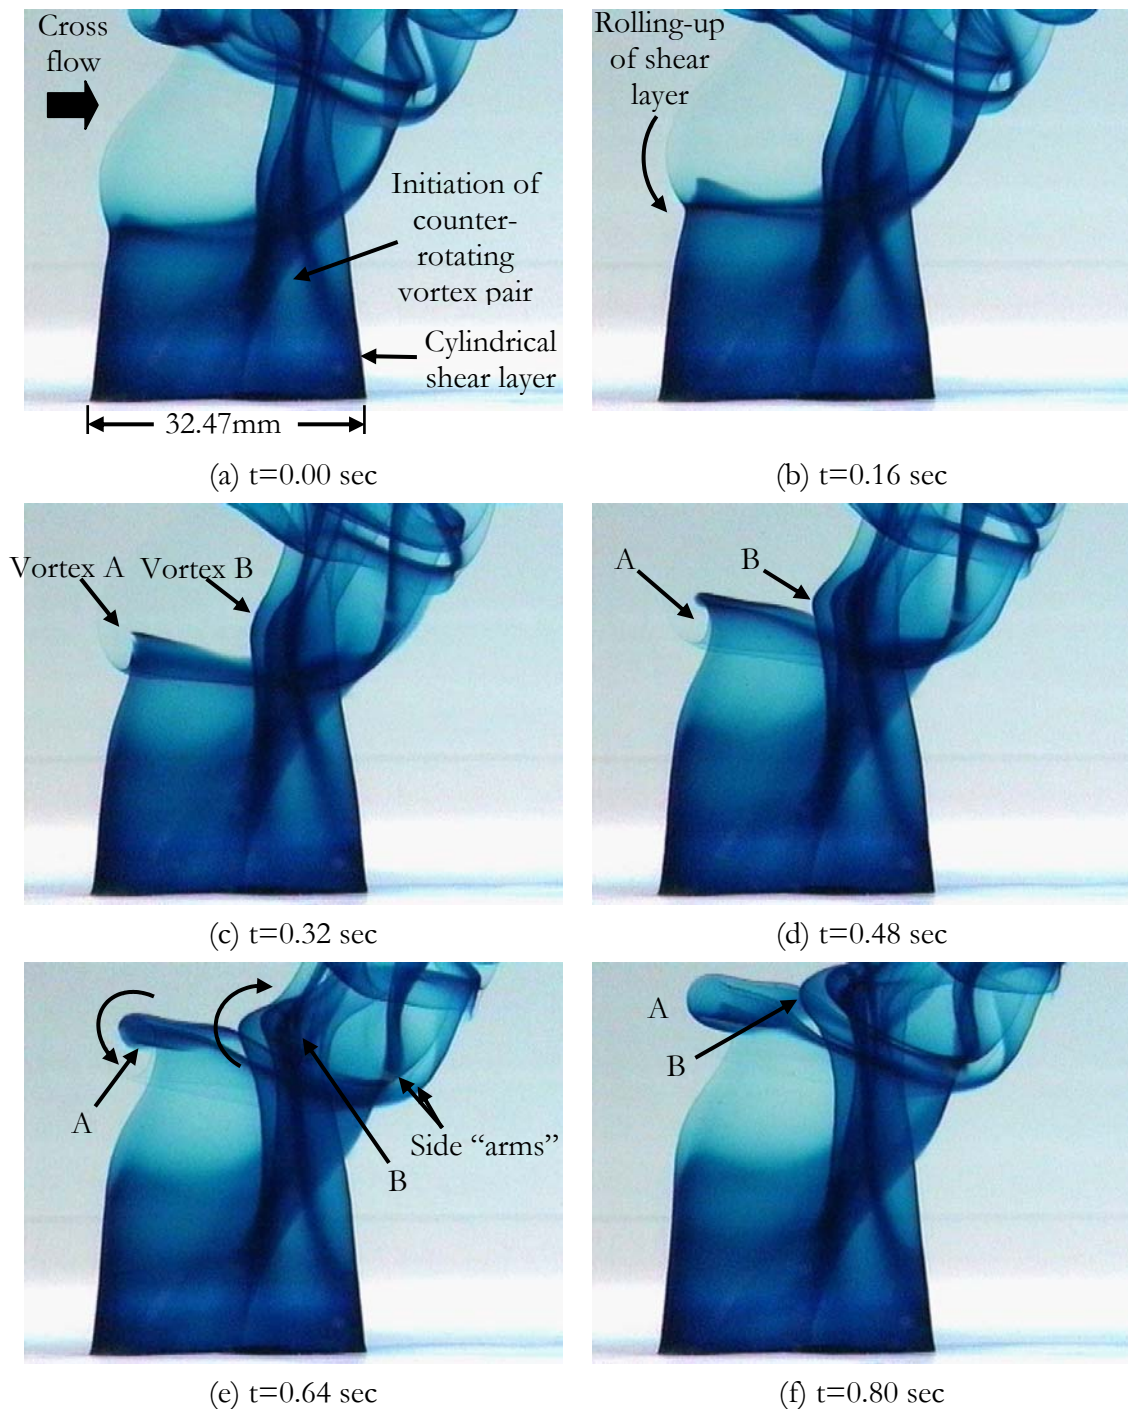 Cross
flow
Initiation of
counter-
rotating
vortex pair
Cylindrical
shear layer
32.47mm
(a) t=0.00 sec
Rolling-up
of shear
layer
(b) t=0.16 sec
Vortex A
Vortex B
(c) t=0.32 sec
A
B
(d) t=0.48 sec
A
Side “arms”
B
(e) t=0.64 sec
A
B
(f) t=0.80 sec